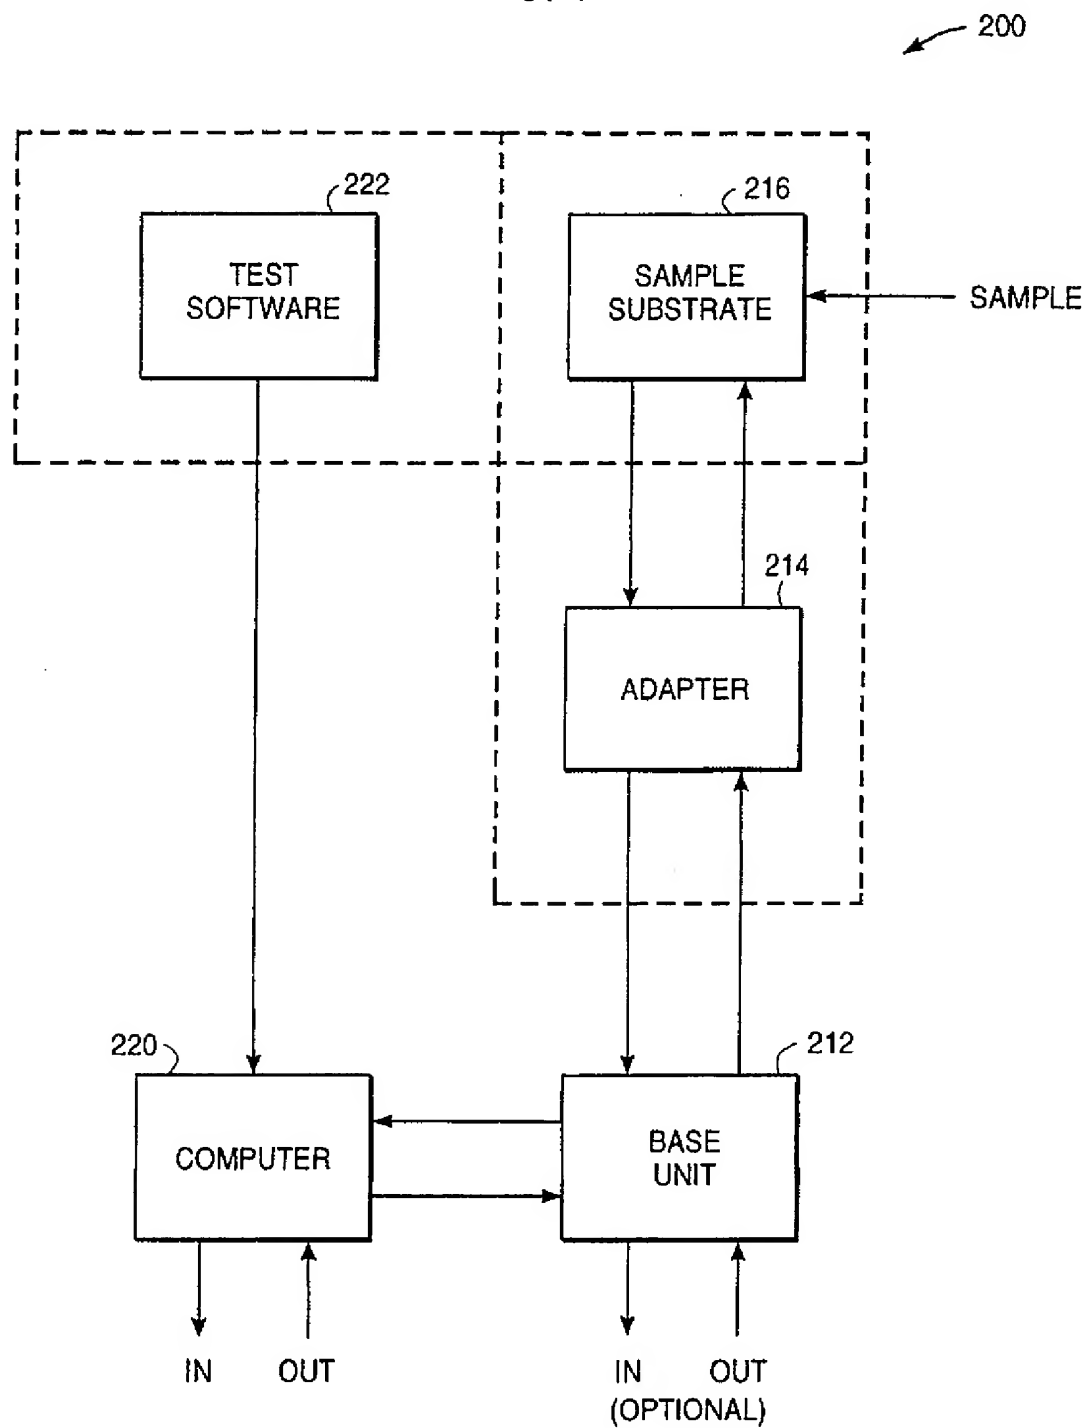 200
222
216
TEST
SOFTWARE
SAMPLE
SUBSTRATE
SAMPLE
214
ADAPTER
220
212
COMPUTER
BASE
UNIT
IN
OUT
IN
OUT
(OPTIONAL)